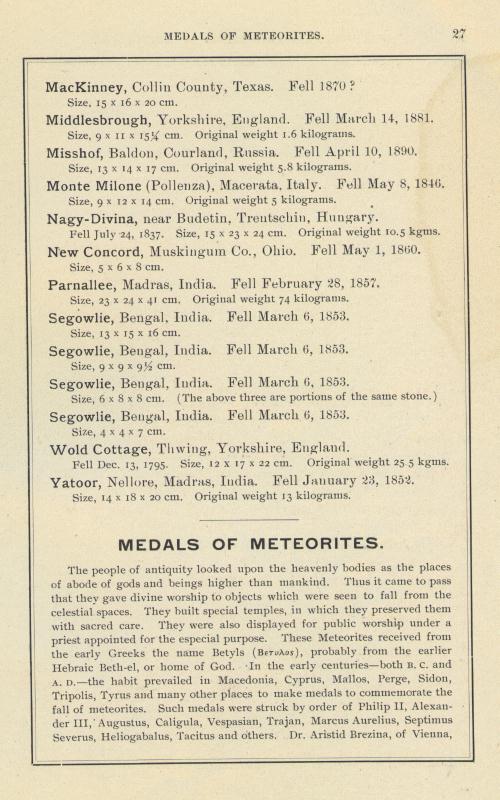 MEDALS OF METEORITES. 27
MacKinney, Collin County, Texas. Fell 1870 ?
Size, 15 x 16 x 20 cm.
Middlesbrough, Yorkshire, England. Fell March 14, 1881.
Size, 9 x 11 x 15¼ cm. Original weight 1.6 kilograms.
Misshof, Baldon, Courland, Russia. Fell April 10, 1890.
Size, 13 x 14 x 17 cm. Original weight 5.8 kilograms.
Monte Milone (Pollenza), Macerata, Italy. Fell May 8, 1846.
Size, 9 x 12 x 14 cm. Original weight 5 kilograms.
Nagy-Divina, near Budetin, Trentschin, Hungary.
Fell July 24, 1837. Size, 15 x 23 x 24 cm. Original weight 10.5 kgms.
New Concord, Muskingum Co., Ohio. Fell May 1, 1860.
Size, 5 x 6 x 8 cm.
Parnallee, Madras, India. Fell February 28, 1857.
Size, 23 x 24 x 41 cm. Original weight 74 kilograms.
Segowlie, Bengal, India. Fell March 6, 1853.
Size, 13 x 15 x 16 cm.
Segowlie, Bengal, India. Fell March 6, 1853.
Size, 9 x 9 x 9½ cm.
Segowlie, Bengal, India. Fell March 6, 1853.
Size, 6 x 8 x 8 cm. (The above three are portions of the same stone.)
Segowlie, Bengal, India. Fell March 6, 1853.
Size, 4 x 4 x 7 cm.
Wold Cottage, Thwing, Yorkshire, England.
Fell Dec. 13, 1795. Size, 12 x 17 x 22 cm. Original weight 25 5 kgms.
Yatoor, Nellore, Madras, India. Fell January 23, 1852.
Size, 14 x 18 x 20 cm. Original weight 13 kilograms.
MEDALS OF METEORITES.
The people of antiquity looked upon the heavenly bodies as the places
of abode of gods and beings higher than mankind. Thus it came to pass
that they gave divine worship to objects which were seen to fall from the
celestial spaces. They built special temples, in which they preserved them
with sacred care. They were also displayed for public worship under a
priest appointed for the especial purpose. These Meteorites received from
the early Greeks the name Betyls (Βετυλος), probably from the earlier
Hebraic Beth-el, or home of God. In the early centuries—both B. C. and
A. D.—the habit prevailed in Macedonia, Cyprus, Mallos, Perge, Sidon,
Tripolis, Tyrus and many other places to make medals to commemorate the
fall of meteorites. Such medals were struck by order of Philip II, Alexan-
der III, Augustus, Caligula, Vespasian, Trajan, Marcus Aurelius, Septimus
Severus, Heliogabalus, Tacitus and others. Dr. Aristid Brezina, of Vienna,